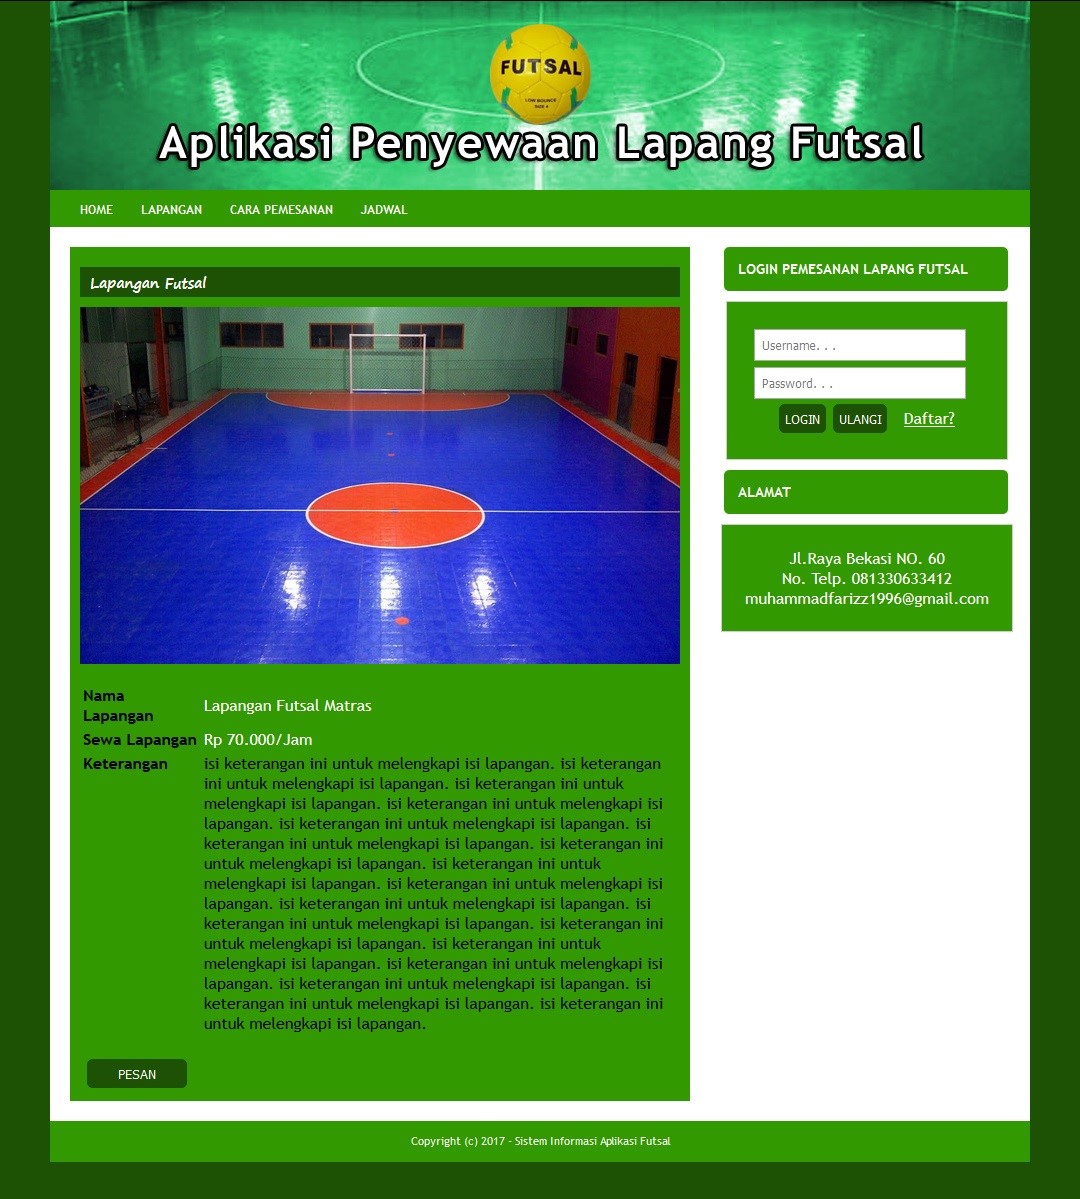 FUTSAL
LOW BOUNCE
SIZE 4
Aplikasi Penyewaan Lapang Futsal
HOME LAPANGAN CARA PEMESANAN JADWAL
Lapangan Futsal
Nama
Lapangan
Lapangan Futsal Matras
Sewa Lapangan Rp 70.000/Jam
Keterangan isi keterangan ini untuk melengkapi isi lapangan. isi keterangan
ini untuk melengkapi isi lapangan. isi keterangan ini untuk
melengkapi isi lapangan. isi keterangan ini untuk melengkapi isi
lapangan. isi keterangan ini untuk melengkapi isi lapangan. isi
keterangan ini untuk melengkapi isi lapangan. isi keterangan ini
untuk melengkapi isi lapangan. isi keterangan ini untuk
melengkapi isi lapangan. isi keterangan ini untuk melengkapi isi
lapangan. isi keterangan ini untuk melengkapi isi lapangan. isi
keterangan ini untuk melengkapi isi lapangan. isi keterangan ini
untuk melengkapi isi lapangan. isi keterangan ini untuk
melengkapi isi lapangan. isi keterangan ini untuk melengkapi isi
lapangan. isi keterangan ini untuk melengkapi isi lapangan. isi
keterangan ini untuk melengkapi isi lapangan. isi keterangan ini
untuk melengkapi isi lapangan.
PESAN
LOGIN PEMESANAN LAPANG FUTSAL
Username. . .
Password. . .
LOGIN ULANGI Daftar?
ALAMAT
Jl.Raya Bekasi NO. 60
No. Telp. 081330633412
muhammadfarizz1996@gmail.com
Copyright (c) 2017 - Sistem Informasi Aplikasi Futsal